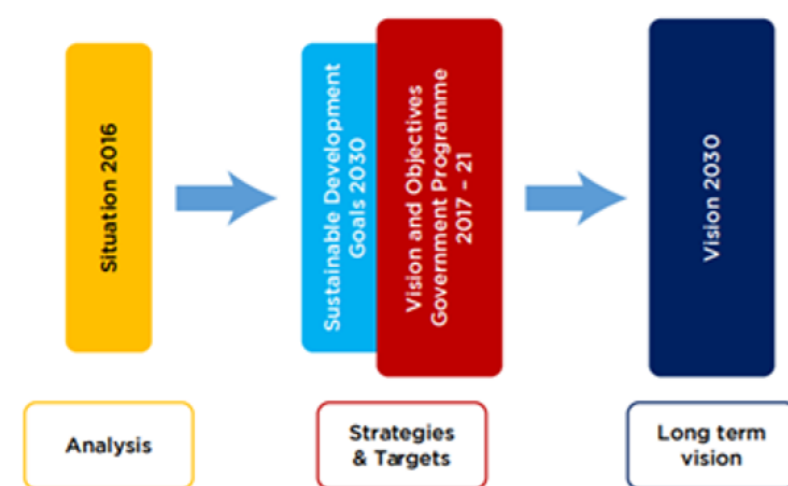 Situation 2016
Sustainable Development
Goals 2030
Vision and Objectives
Government Programme
2017 – 21
Vision 2030
Analysis
Strategies
& Targets
Long term
vision